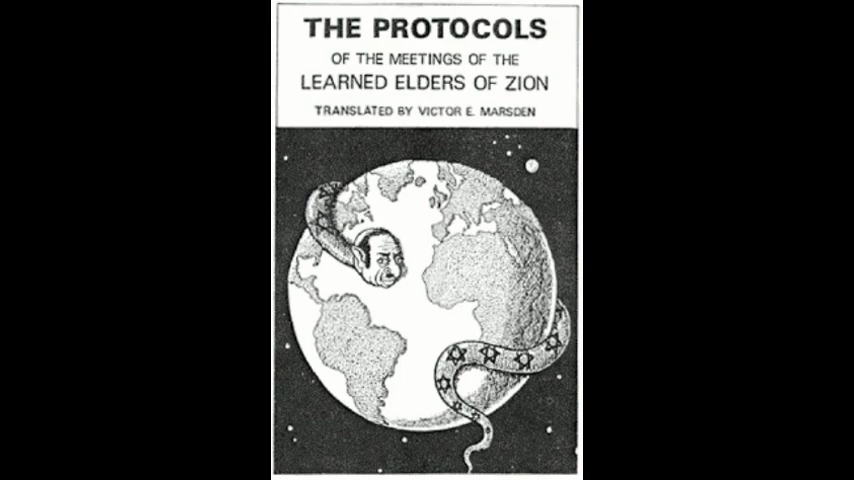 THE PROTOCOLS
OF THE MEETINGS OF THE
LEARNED ELDERS OF ZION
TRANSLATED BY VICTOR E. MARSDEN